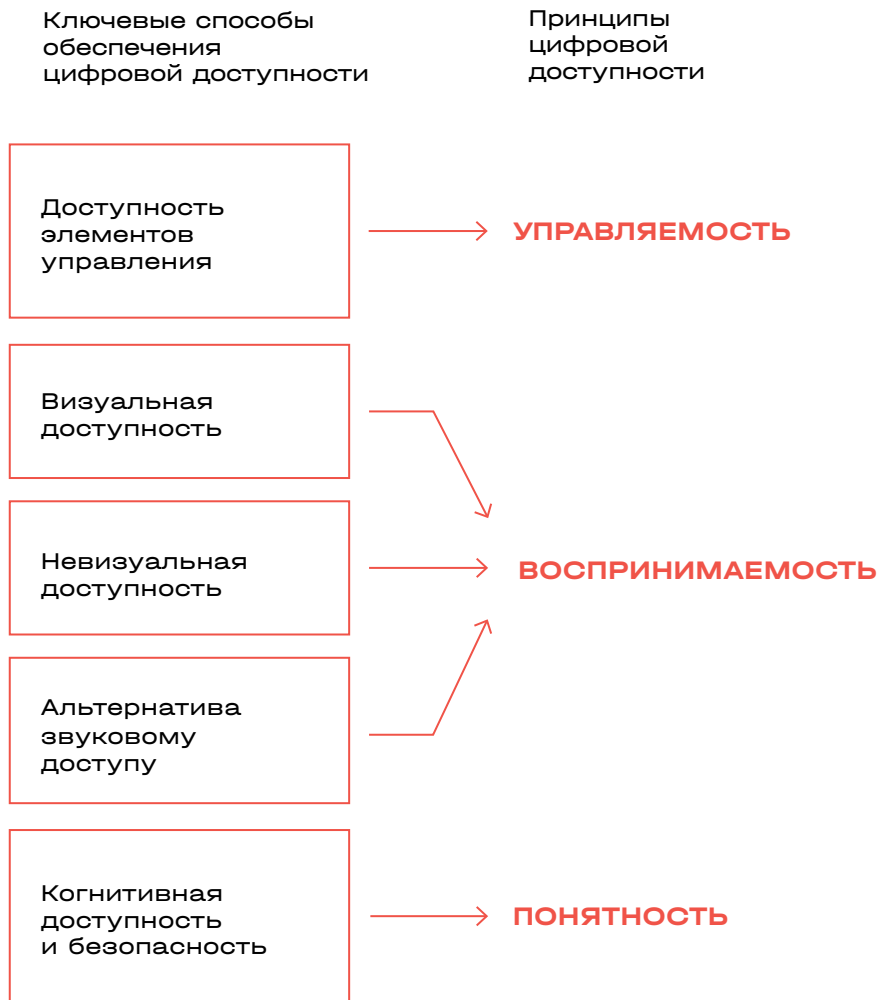 Ключевые способы
обеспечения
цифровой доступности
Принципы
цифровой
доступности
Доступность
элементов
управления
УПРАВЛЯЕМОСТЬ
Визуальная
доступность
Невизуальная
доступность
ВОСПРИНИМАЕМОСТЬ
Альтернатива
звуковому
доступу
Когнитивная
доступность
и безопасность
ПОНЯТНОСТЬ